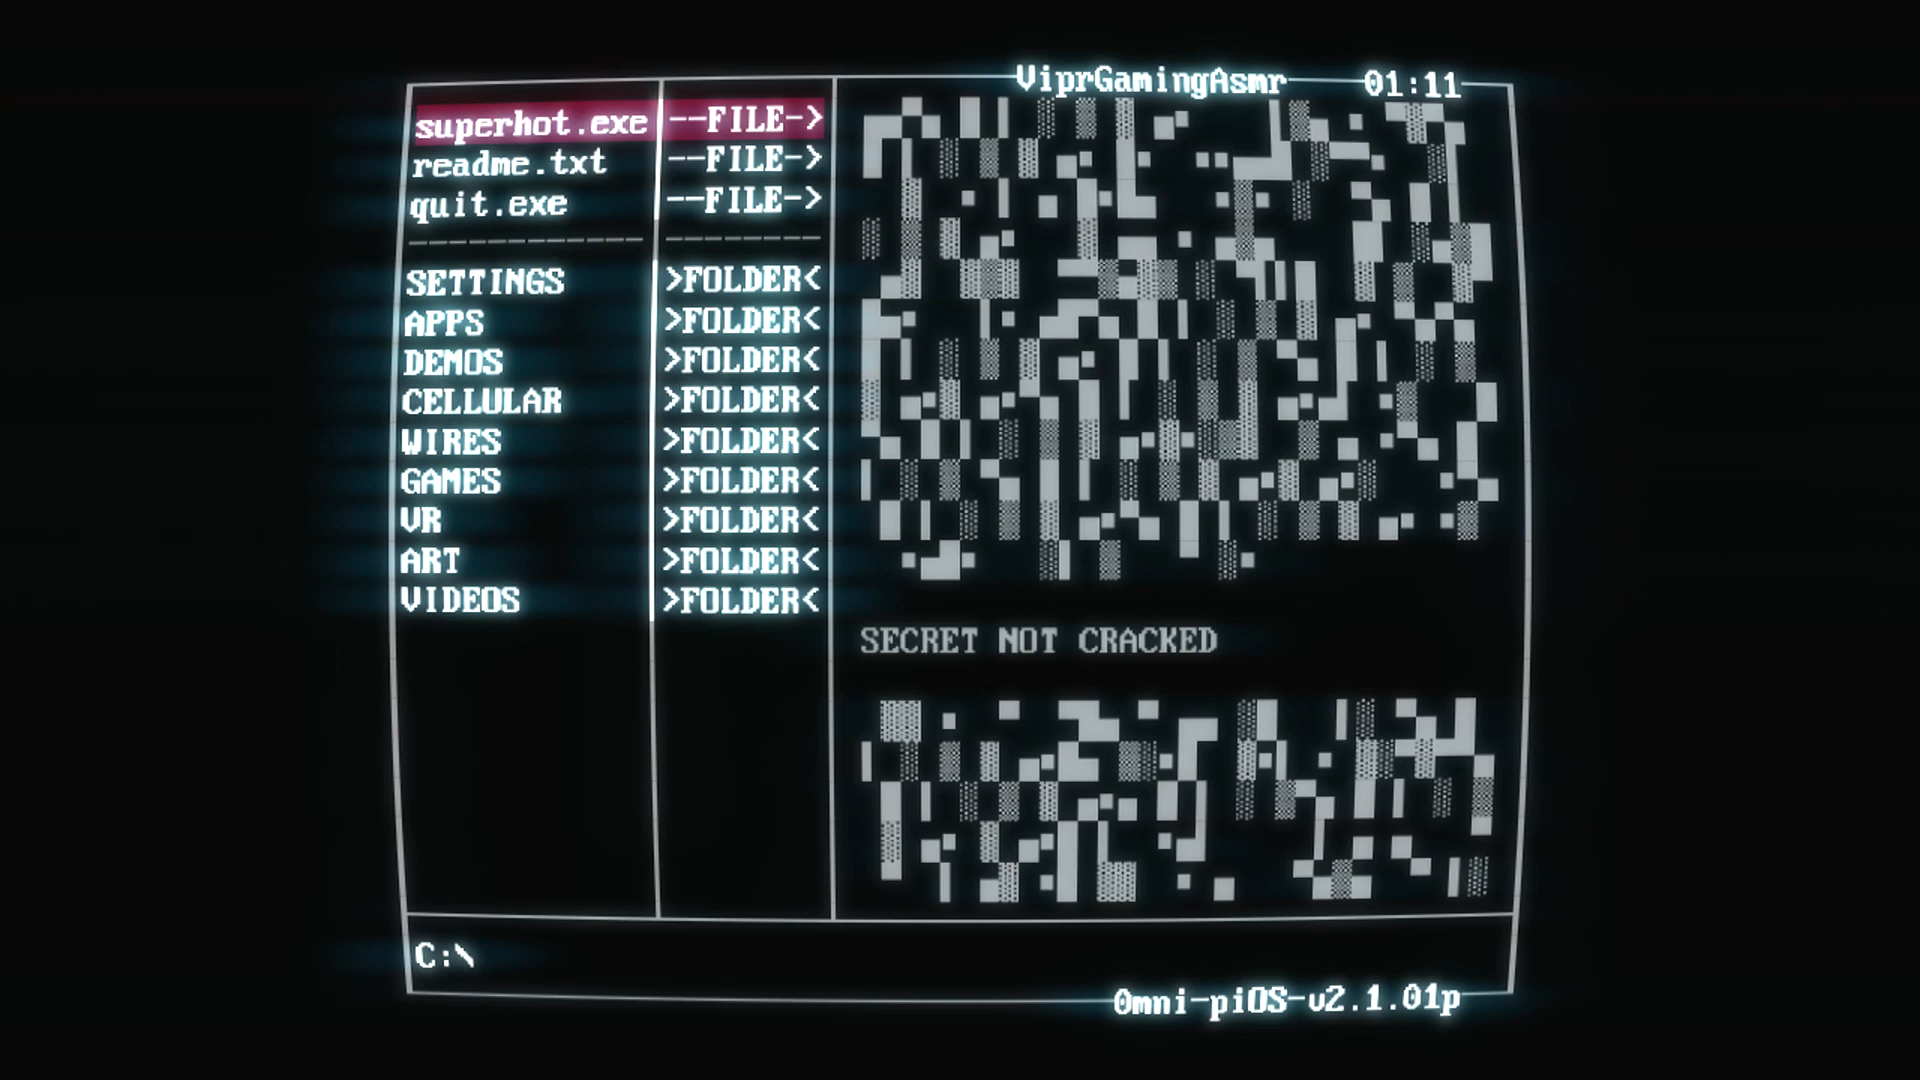 ViprGamingAsmr 01:11
superhot.exe --FILE->
readme.txt --FILE->
quit.exe --FILE->
SETTINGS >FOLDER<
APPS >FOLDER<
DEMOS >FOLDER<
CELLULAR >FOLDER<
WIRES >FOLDER<
GAMES >FOLDER<
VR >FOLDER<
ART >FOLDER<
VIDEOS >FOLDER<
SECRET NOT CRACKED
C:\
0mni-piOS-v2.1.01p